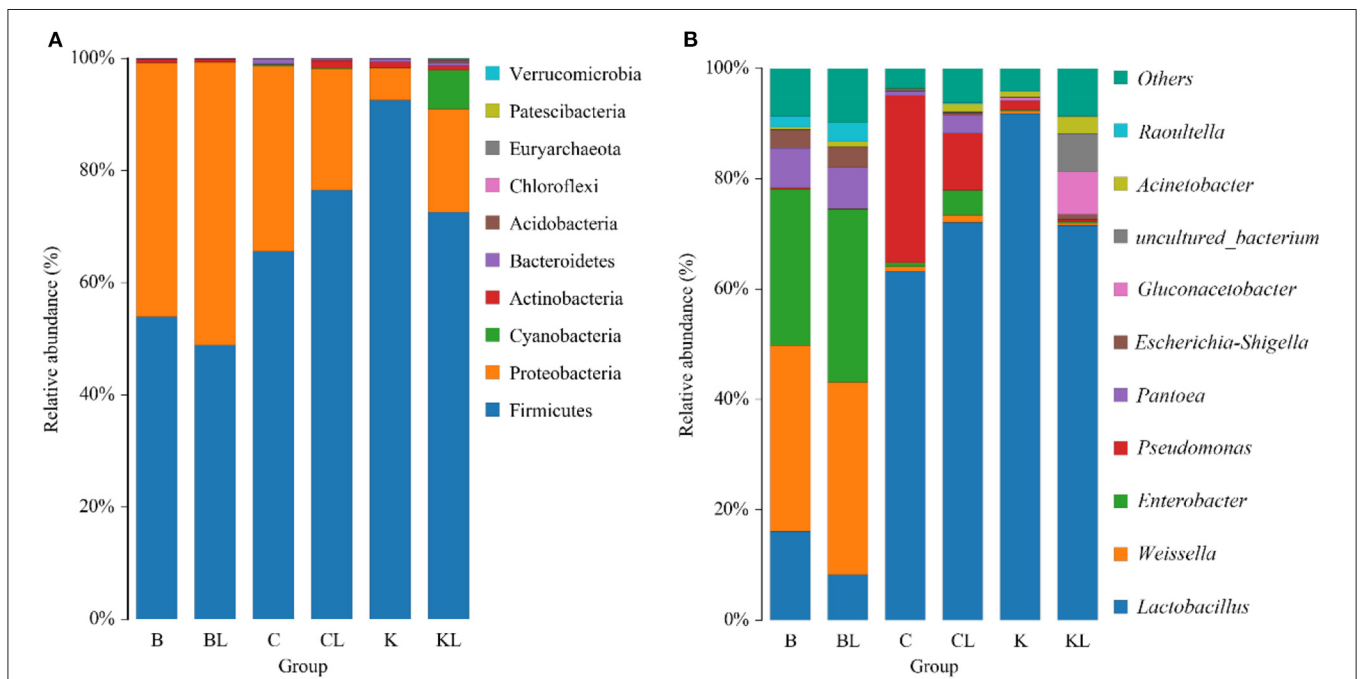 A
100%
80%
60%
40%
20%
0%
Relative abundance (%)
B
BL
C
CL
K
KL
Group
Verrucomicrobia
Patescibacteria
Euryarchaeota
Chloroflexi
Acidobacteria
Bacteroidetes
Actinobacteria
Cyanobacteria
Proteobacteria
Firmicutes
B
100%
80%
60%
40%
20%
0%
Relative abundance (%)
B
BL
C
CL
K
KL
Group
Others
Raoultella
Acinetobacter
uncultured_bacterium
Gluconacetobacter
Escherichia-Shigella
Pantoea
Pseudomonas
Enterobacter
Weissella
Lactobacillus